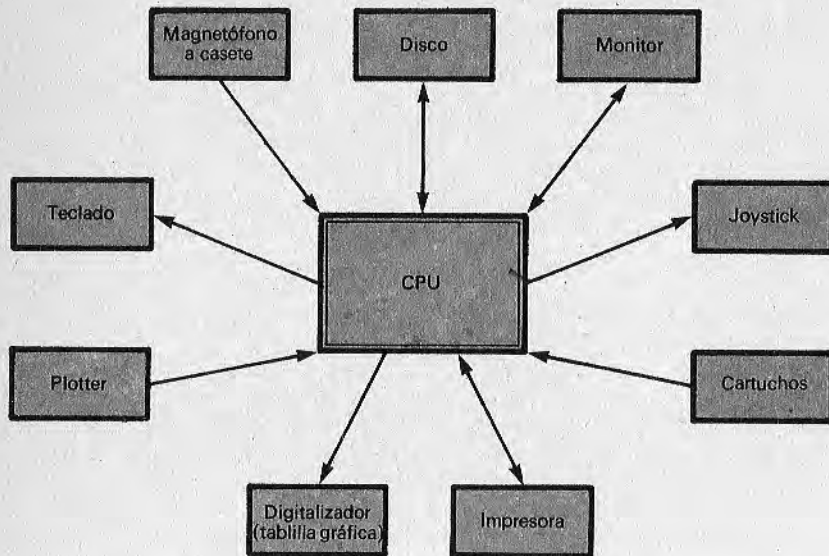 Magnetófono
a casete
Disco
Monitor
Teclado
CPU
Joystick
Plotter
Cartuchos
Digitalizador
(tablilla gráfica)
Impresora